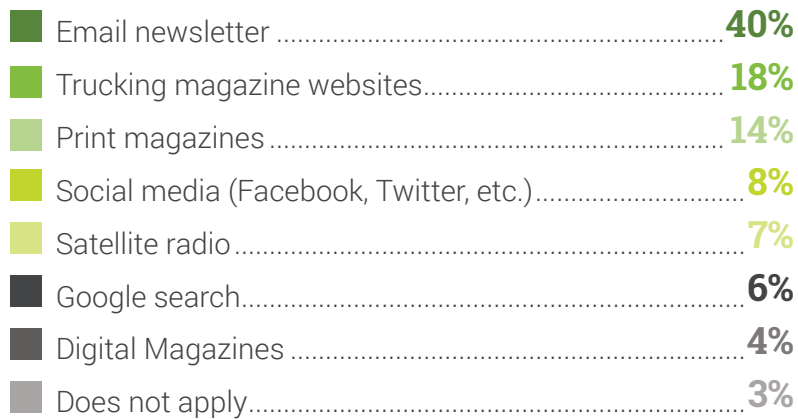 Email newsletter ........................................................... 40%
Trucking magazine websites....................................... 18%
Print magazines ............................................................ 14%
Social media (Facebook, Twitter, etc.)........................... 8%
Satellite radio................................................................... 7%
Google search.................................................................. 6%
Digital Magazines ............................................................ 4%
Does not apply................................................................. 3%